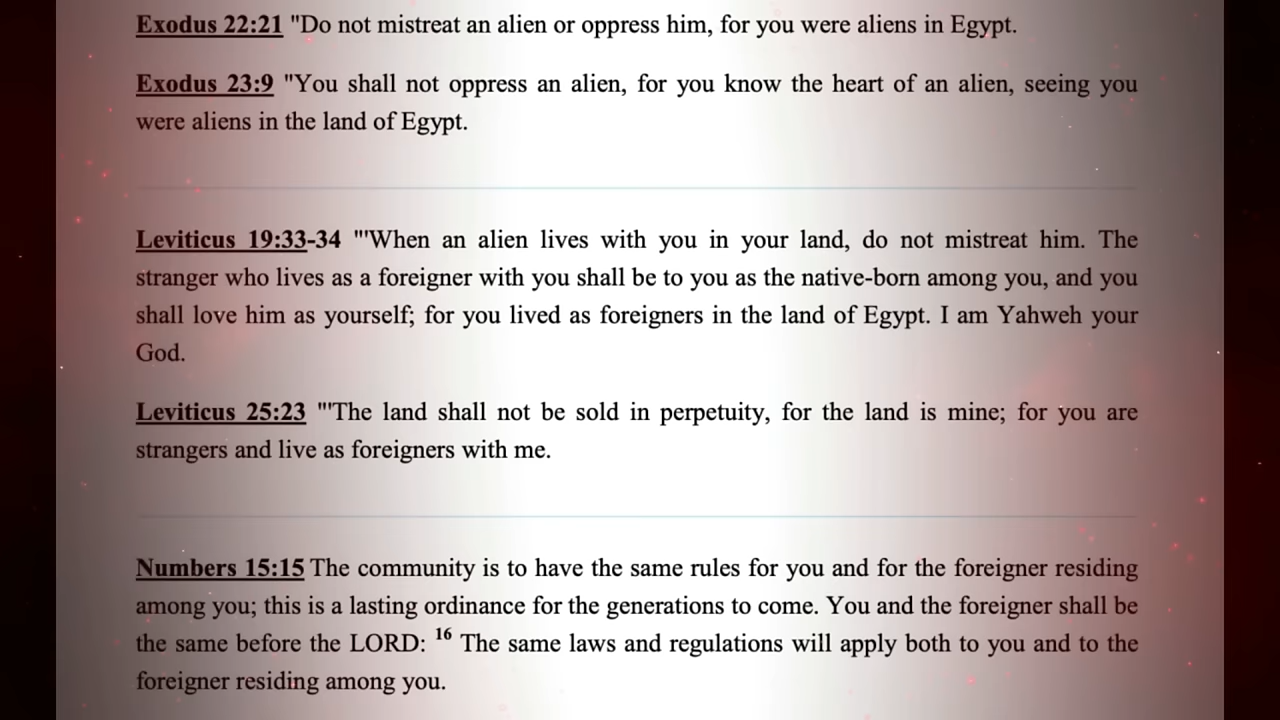 Exodus 22:21 "Do not mistreat an alien or oppress him, for you were aliens in Egypt.
Exodus 23:9 "You shall not oppress an alien, for you know the heart of an alien, seeing you
were aliens in the land of Egypt.
Leviticus 19:33-34 "'When an alien lives with you in your land, do not mistreat him. The
stranger who lives as a foreigner with you shall be to you as the native-born among you, and you
shall love him as yourself; for you lived as foreigners in the land of Egypt. I am Yahweh your
God.
Leviticus 25:23 "'The land shall not be sold in perpetuity, for the land is mine; for you are
strangers and live as foreigners with me.
Numbers 15:15 The community is to have the same rules for you and for the foreigner residing
among you; this is a lasting ordinance for the generations to come. You and the foreigner shall be
the same before the LORD: 16 The same laws and regulations will apply both to you and to the
foreigner residing among you.